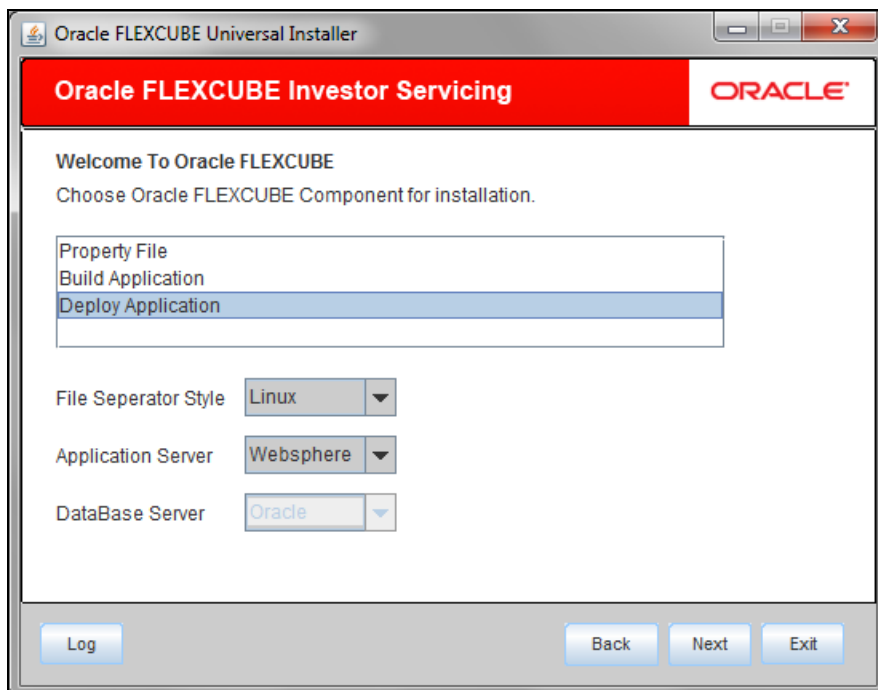 Oracle FLEXCUBE Universal Installer
Oracle FLEXCUBE Investor Servicing
ORACLE
Welcome To Oracle FLEXCUBE
Choose Oracle FLEXCUBE Component for installation.
Property File
Build Application
Deploy Application
File Seperator Style Linux
Application Server Websphere
DataBase Server Oracle
Log Back Next Exit